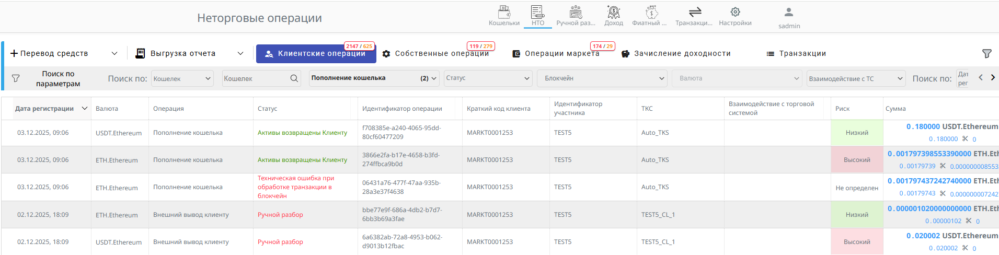 Неторговые операции
Кошельки
НТО
Ручной раз...
Доход
Фиатный ...
Транзакци...
Настройки
sadmin
Перевод средств
Выгрузка отчета
Клиентские операции
2147 / 625
Собственные операции
119 / 279
Операции маркета
174 / 29
Зачисление доходности
Транзакции
Поиск по
параметрам
Поиск по:
Кошелек
Кошелек
Пополнение кошелька (2)
Статус
Блокчейн
Валюта
Взаимодействие с ТС
Поиск по:
Дат
рег
Дата регистрации
Валюта
Операция
Статус
Идентификатор операции
Краткий код клиента
Идентификатор
участника
ТКС
Взаимодействие с торговой
системой
Риск
Сумма
03.12.2025, 09:06
USDT.Ethereum
Пополнение кошелька
Активы возвращены Клиенту
f708385e-a240-4065-95dd-
80cf60477209
MARKT0001253
TEST5
Auto_TKS
Низкий
0.180000 USDT.Ethereum
0.180000 0
03.12.2025, 09:06
ETH.Ethereum
Пополнение кошелька
Активы возвращены Клиенту
3866e2fa-b17e-4658-b3fd-
274ffbca9b0d
MARKT0001253
TEST5
Auto_TKS
Высокий
0.001797398553390000 ETH.Eth
0.00179739 0.000000008553
03.12.2025, 09:06
ETH.Ethereum
Пополнение кошелька
Техническая ошибка при
обработке транзакции в
блокчейн
06431a76-477f-47aa-935b-
28a3e37f4638
MARKT0001253
TEST5
Auto_TKS
Не определен
0.001797437242740000 ETH.Eth
0.00179743 0.0000000072427
02.12.2025, 18:09
ETH.Ethereum
Внешний вывод клиенту
Ручной разбор
bbe77e9f-686a-4db2-b7d7-
6bb3b69a3fae
MARKT0001253
TEST5
TEST5_CL_1
Низкий
0.000001020000000000 ETH.Eth
0.00000102 0
02.12.2025, 18:09
USDT.Ethereum
Внешний вывод клиенту
Ручной разбор
6a6382ab-72a8-4953-b062-
d9013b12fbac
MARKT0001253
TEST5
TEST5_CL_1
Высокий
0.020002 USDT.Ethereum
0.020002 0